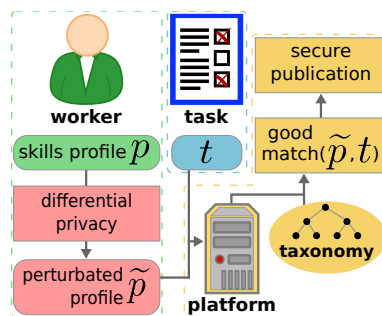 worker
skills profile p
differential
privacy
perturbated
profile p̃
task
t
platform
secure
publication
good
match(p̃,t)
taxonomy